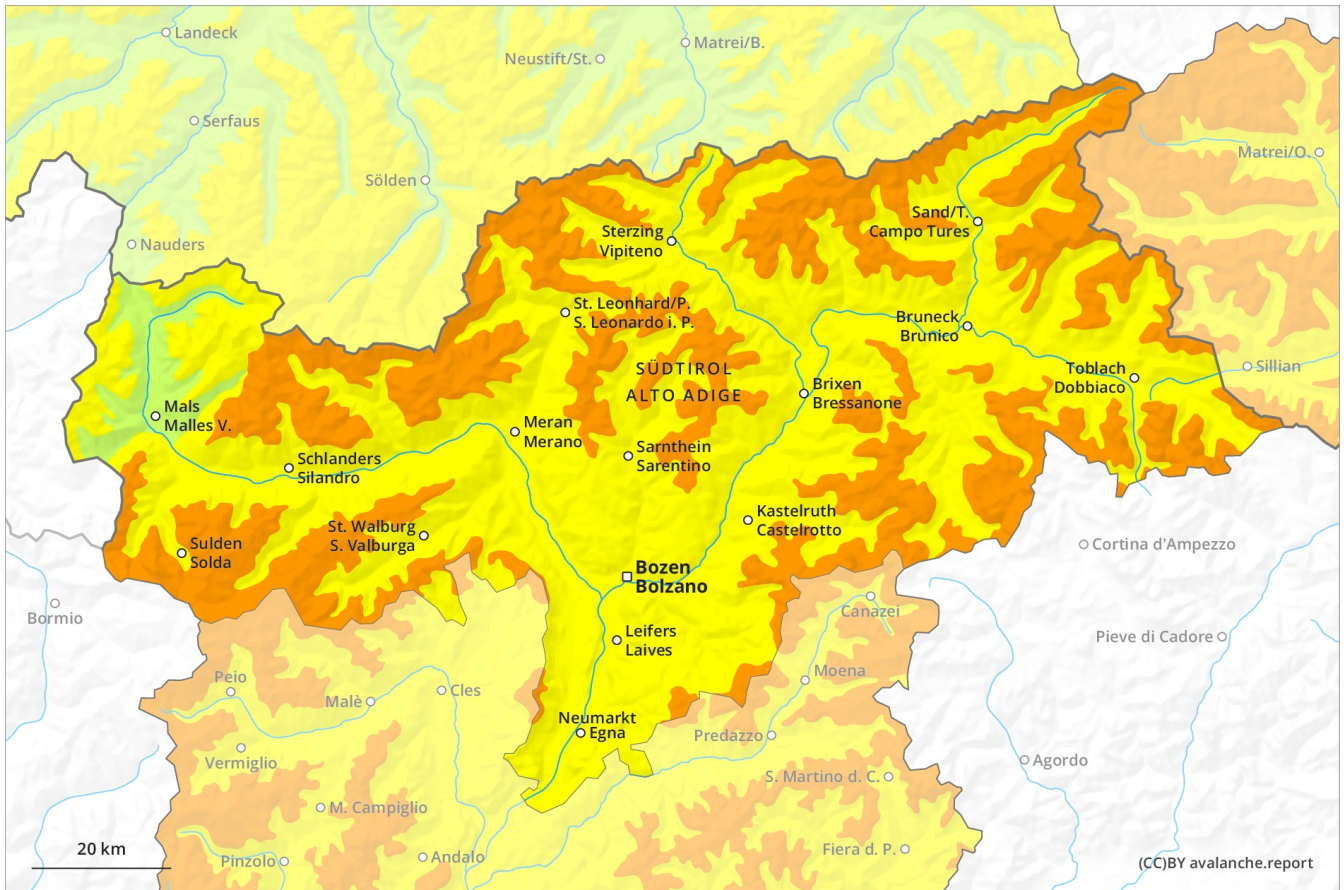 Landeck
Matrei/B.
Neustift/St.
Serfaus
Matrei/O.
Sölden
Sand/T.
Campo Tures
Sterzing
Vipiteno
Nauders
St. Leonhard/P.
S. Leonardo i. P.
Bruneck
Brunico
SÜDTIROL
ALTO ADIGE
Toblach
Dobbiaco
Sillian
Brixen
Bressanone
Mals
Malles V.
Meran
Merano
Sarnthein
Sarentino
Schlanders
Silandro
Kastelruth
Castelrotto
St. Walburg
S. Valburga
Sulden
Solda
Cortina d'Ampezzo
Bozen
Bolzano
Bormio
Canazei
Leifers
Laives
Pieve di Cadore
Peio
Moena
Malè
Cles
Neumarkt
Egna
Predazzo
Vermiglio
Agordo
S. Martino d. C.
M. Campiglio
20 km
Andalo
Fiera d. P.
Pinzolo
(CC)BY avalanche.report